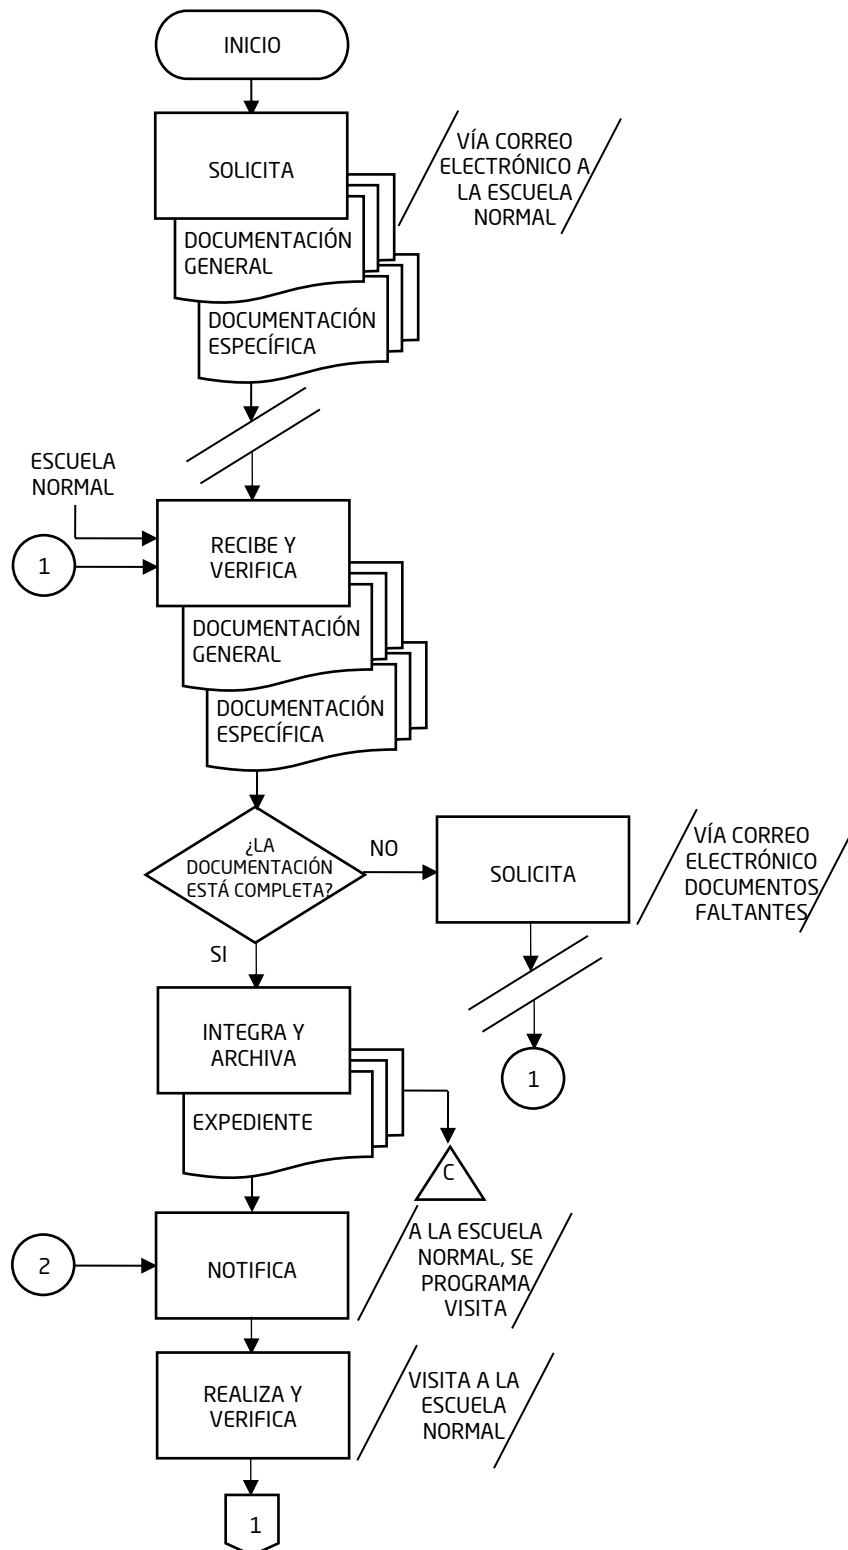 INICIO
SOLICITA
VÍA CORREO
ELECTRÓNICO A
LA ESCUELA
NORMAL
DOCUMENTACIÓN
GENERAL
DOCUMENTACIÓN
ESPECÍFICA
ESCUELA
NORMAL
1
RECIBE Y
VERIFICA
DOCUMENTACIÓN
GENERAL
DOCUMENTACIÓN
ESPECÍFICA
¿LA
DOCUMENTACIÓN
ESTÁ COMPLETA?
NO
SOLICITA
VÍA CORREO
ELECTRÓNICO
DOCUMENTOS
FALTANTES
1
SI
INTEGRA Y
ARCHIVA
EXPEDIENTE
C
2
NOTIFICA
A LA ESCUELA
NORMAL, SE
PROGRAMA
VISITA
REALIZA Y
VERIFICA
VISITA A LA
ESCUELA
NORMAL
1